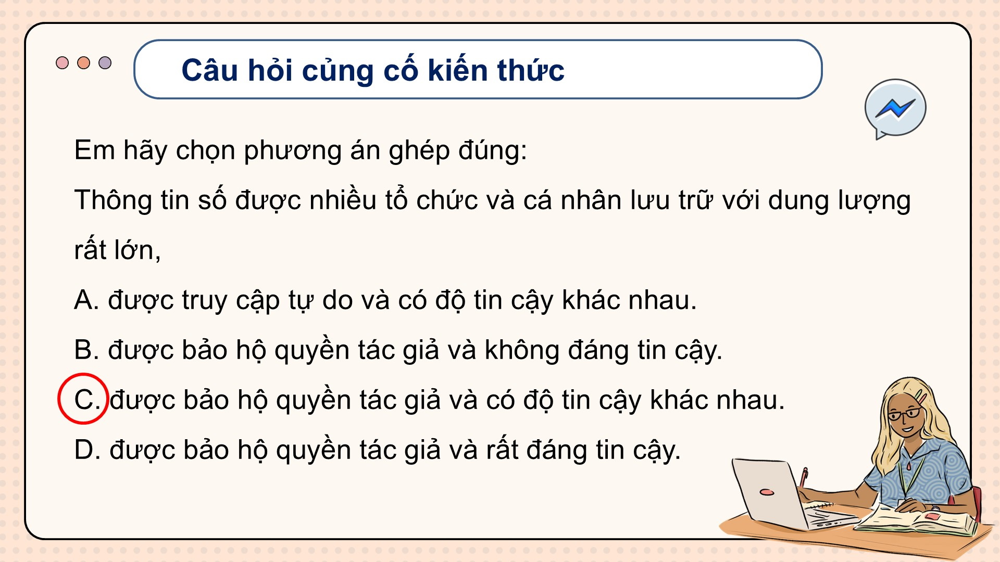 Câu hỏi củng cố kiến thức
Em hãy chọn phương án ghép đúng:
Thông tin số được nhiều tổ chức và cá nhân lưu trữ với dung lượng
rất lớn,
A. được truy cập tự do và có độ tin cậy khác nhau.
B. được bảo hộ quyền tác giả và không đáng tin cậy.
C. được bảo hộ quyền tác giả và có độ tin cậy khác nhau.
D. được bảo hộ quyền tác giả và rất đáng tin cậy.